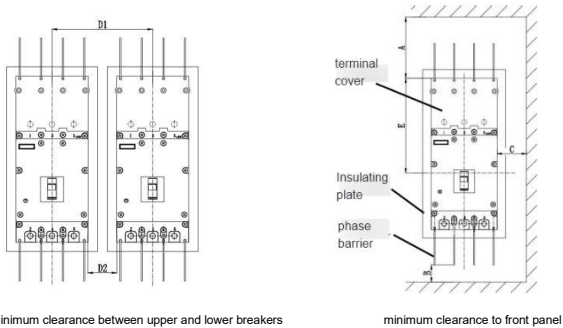 D1
D2
A
terminal
cover
E
C
Insulating
plate
phase
barrier
B
inimum clearance between upper and lower breakers
minimum clearance to front panel